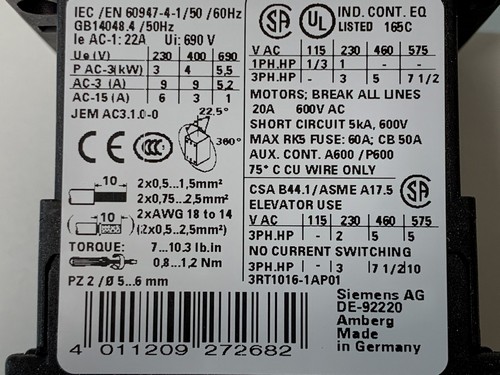 IEC/EN 60947-4-1/50/60Hz
GB14048.4/50Hz
Ie AC-1: 22A Ui: 690 V
Ue (V) 230 400 690
P AC-3(kW) 3 4 5,5
AC-3 (A) 9 9 5,2
AC-15 (A) 6 3 1
JEM AC3.1.0-0
22.5°
360°
CE CCC
10 2x0,5...1,5mm²
2x0,75...2,5mm²
2xAWG 18 to 14
(10) (2x0,5...2,5mm²)
TORQUE: 7...10.3 lb.in
0,8...1,2 Nm
PZ 2 / Ø 5...6 mm
4 011209 272682
SA UL IND. CONT. EQ
LISTED 165C
V AC 115 230 460 575
1PH.HP 1/3 1
3PH.HP - 3 5 7 1/2
MOTORS; BREAK ALL LINES
20A 600V AC
SHORT CIRCUIT 5kA, 600V
MAX RK5 FUSE: 60A; CB 50A
AUX. CONT. A600 / P600
75° C CU WIRE ONLY
CSA B44.1/ASME A17.5 SA
ELEVATOR USE
V AC 115 230 460 575
3PH.HP - 2 5 5
NO CURRENT SWITCHING
3PH.HP - 3 7 1/2 10
3RT1016-1AP01
Siemens AG
DE-92220
Amberg
Made
in Germany